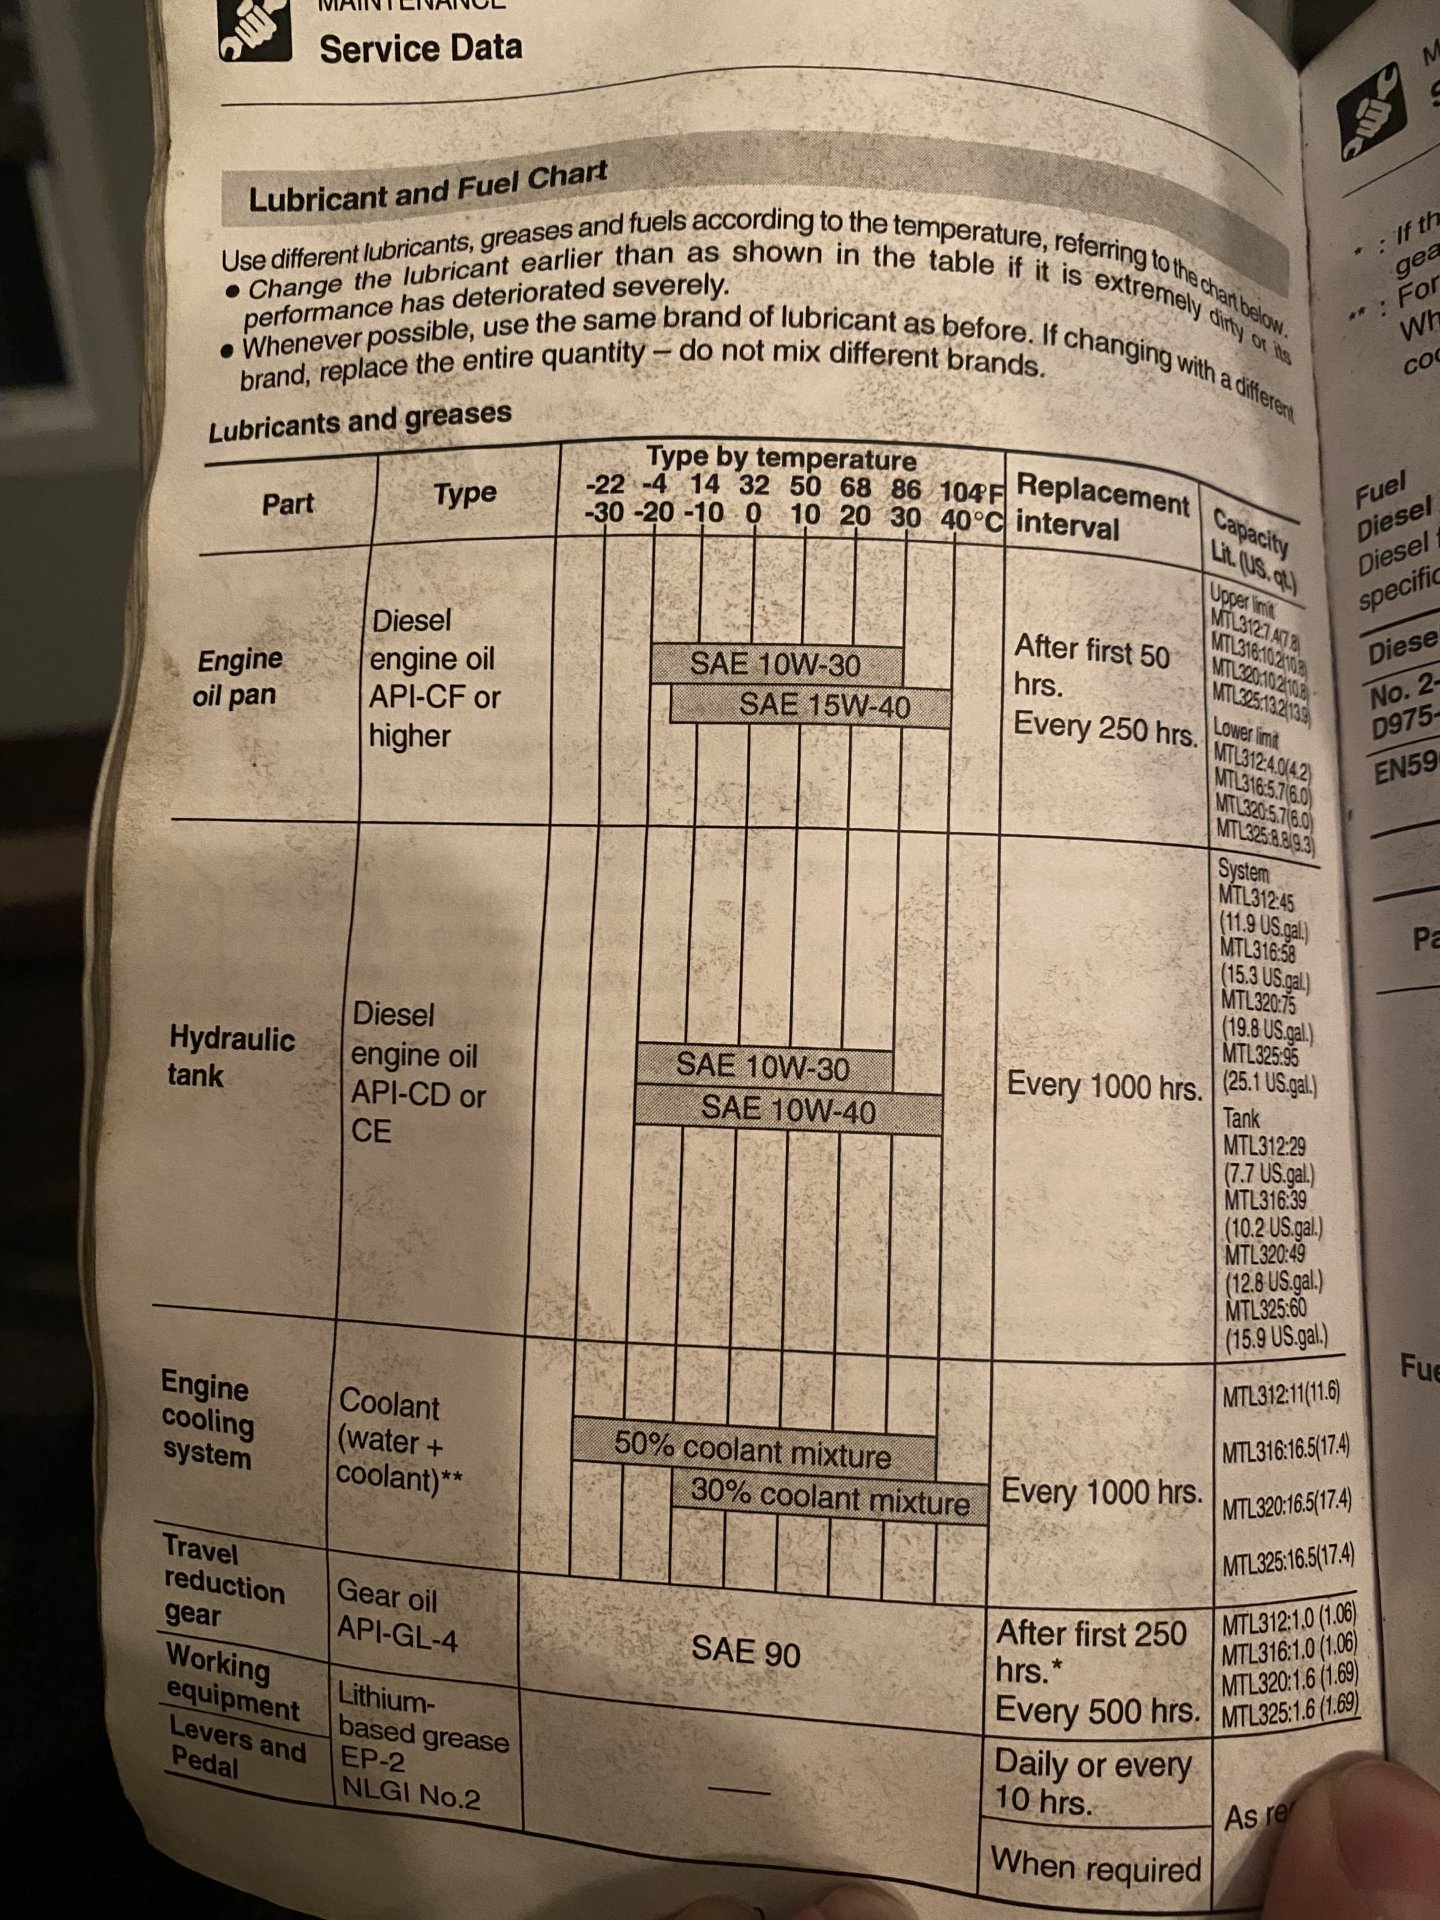 MAINTENANCE
Service Data
Lubricant and Fuel Chart
Use different lubricants, greases and fuels according to the temperature, referring to the chart below.
● Change the lubricant earlier than as shown in the table if it is extremely dirty or its
performance has deteriorated severely.
● Whenever possible, use the same brand of lubricant as before. If changing with a different
brand, replace the entire quantity – do not mix different brands.
Lubricants and greases
Part
Type
Type by temperature
-22 -4 14 32 50 68 86 104°F
-30 -20 -10 0 10 20 30 40°C
Replacement
interval
Capacity
Lit. (US. qt.)
Engine
oil pan
Diesel
engine oil
API-CF or
higher
SAE 10W-30
SAE 15W-40
After first 50
hrs.
Every 250 hrs.
Upper limit
MTL312:7.4(7.8)
MTL316:10.2(10.8)
MTL320:10.2(10.8)
MTL325:13.2(13.9)
Lower limit
MTL312:4.0(4.2)
MTL316:5.7(6.0)
MTL320:5.7(6.0)
MTL325:8.8(9.3)
Hydraulic
tank
Diesel
engine oil
API-CD or
CE
SAE 10W-30
SAE 10W-40
Every 1000 hrs.
System
MTL312:45
(11.9 US.gal.)
MTL316:58
(15.3 US.gal.)
MTL320:75
(19.8 US.gal.)
MTL325:95
(25.1 US.gal.)
Tank
MTL312:29
(7.7 US.gal.)
MTL316:39
(10.2 US.gal.)
MTL320:49
(12.8 US.gal.)
MTL325:60
(15.9 US.gal.)
Engine
cooling
system
Coolant
(water +
coolant)**
50% coolant mixture
30% coolant mixture
Every 1000 hrs.
MTL312:11(11.6)
MTL316:16.5(17.4)
MTL320:16.5(17.4)
MTL325:16.5(17.4)
Travel
reduction
gear
Gear oil
API-GL-4
SAE 90
After first 250
hrs.*
Every 500 hrs.
MTL312:1.0 (1.06)
MTL316:1.0 (1.06)
MTL320:1.6 (1.69)
MTL325:1.6 (1.69)
Working
equipment
Levers and
Pedal
Lithium-
based grease
EP-2
NLGI No.2
—
Daily or every
10 hrs.
When required
As
* : If
** : For
Fuel
Diesel
Diesel
No. 2-
D975-